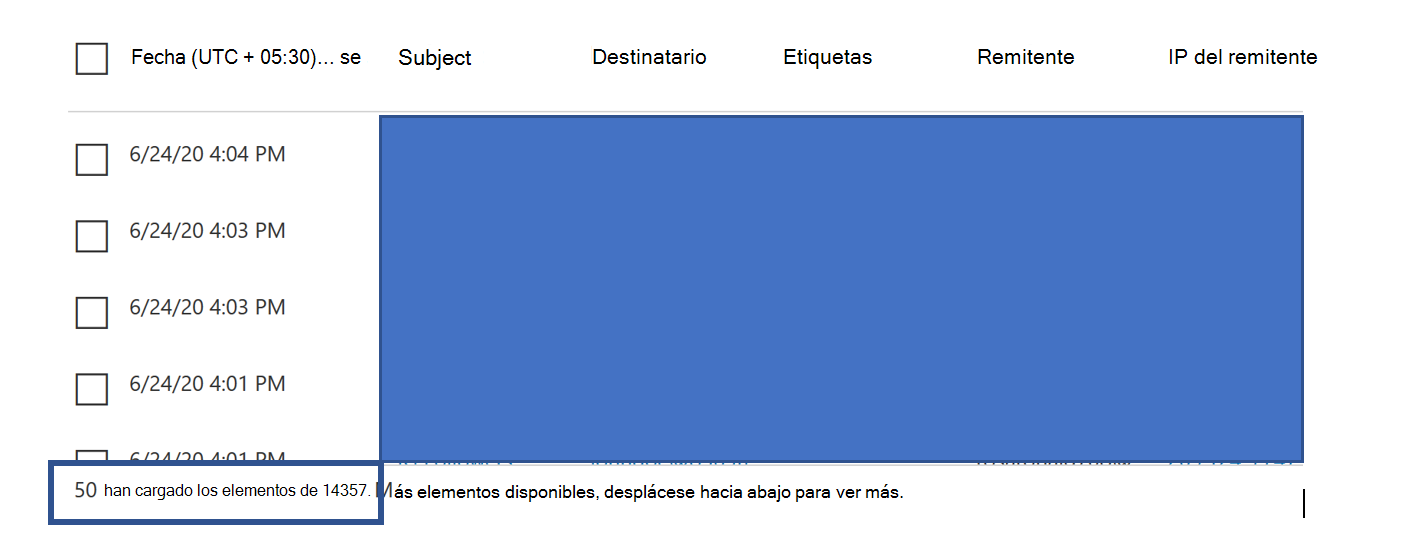 Fecha (UTC + 05:30)... se Subject Destinatario Etiquetas Remitente IP del remitente
6/24/20 4:04 PM
6/24/20 4:03 PM
6/24/20 4:03 PM
6/24/20 4:01 PM
6/24/20 4:01 PM
50 han cargado los elementos de 14357. Más elementos disponibles, desplácese hacia abajo para ver más.